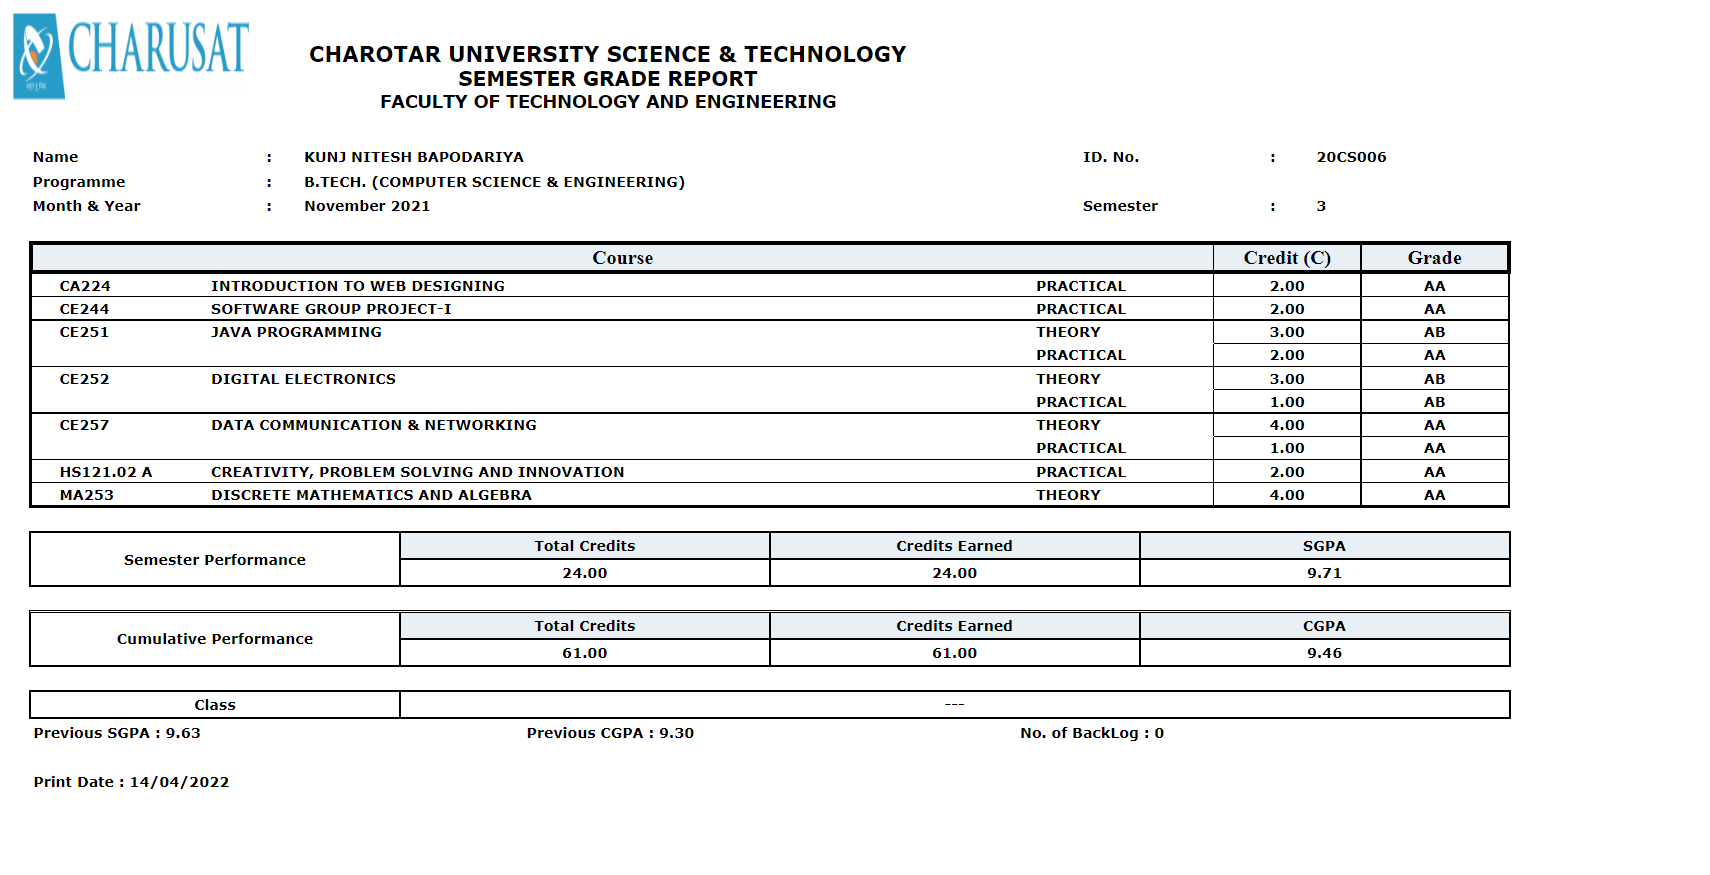 CHARUSAT
CHAROTAR UNIVERSITY SCIENCE & TECHNOLOGY
SEMESTER GRADE REPORT
FACULTY OF TECHNOLOGY AND ENGINEERING
Name : KUNJ NITESH BAPODARIYA ID. No. : 20CS006
Programme : B.TECH. (COMPUTER SCIENCE & ENGINEERING)
Month & Year : November 2021 Semester : 3
Course Credit (C) Grade
CA224 INTRODUCTION TO WEB DESIGNING PRACTICAL 2.00 AA
CE244 SOFTWARE GROUP PROJECT-I PRACTICAL 2.00 AA
CE251 JAVA PROGRAMMING THEORY 3.00 AB
PRACTICAL 2.00 AA
CE252 DIGITAL ELECTRONICS THEORY 3.00 AB
PRACTICAL 1.00 AB
CE257 DATA COMMUNICATION & NETWORKING THEORY 4.00 AA
PRACTICAL 1.00 AA
HS121.02 A CREATIVITY, PROBLEM SOLVING AND INNOVATION PRACTICAL 2.00 AA
MA253 DISCRETE MATHEMATICS AND ALGEBRA THEORY 4.00 AA
Semester Performance Total Credits Credits Earned SGPA
24.00 24.00 9.71
Cumulative Performance Total Credits Credits Earned CGPA
61.00 61.00 9.46
Class ---
Previous SGPA : 9.63 Previous CGPA : 9.30 No. of BackLog : 0
Print Date : 14/04/2022